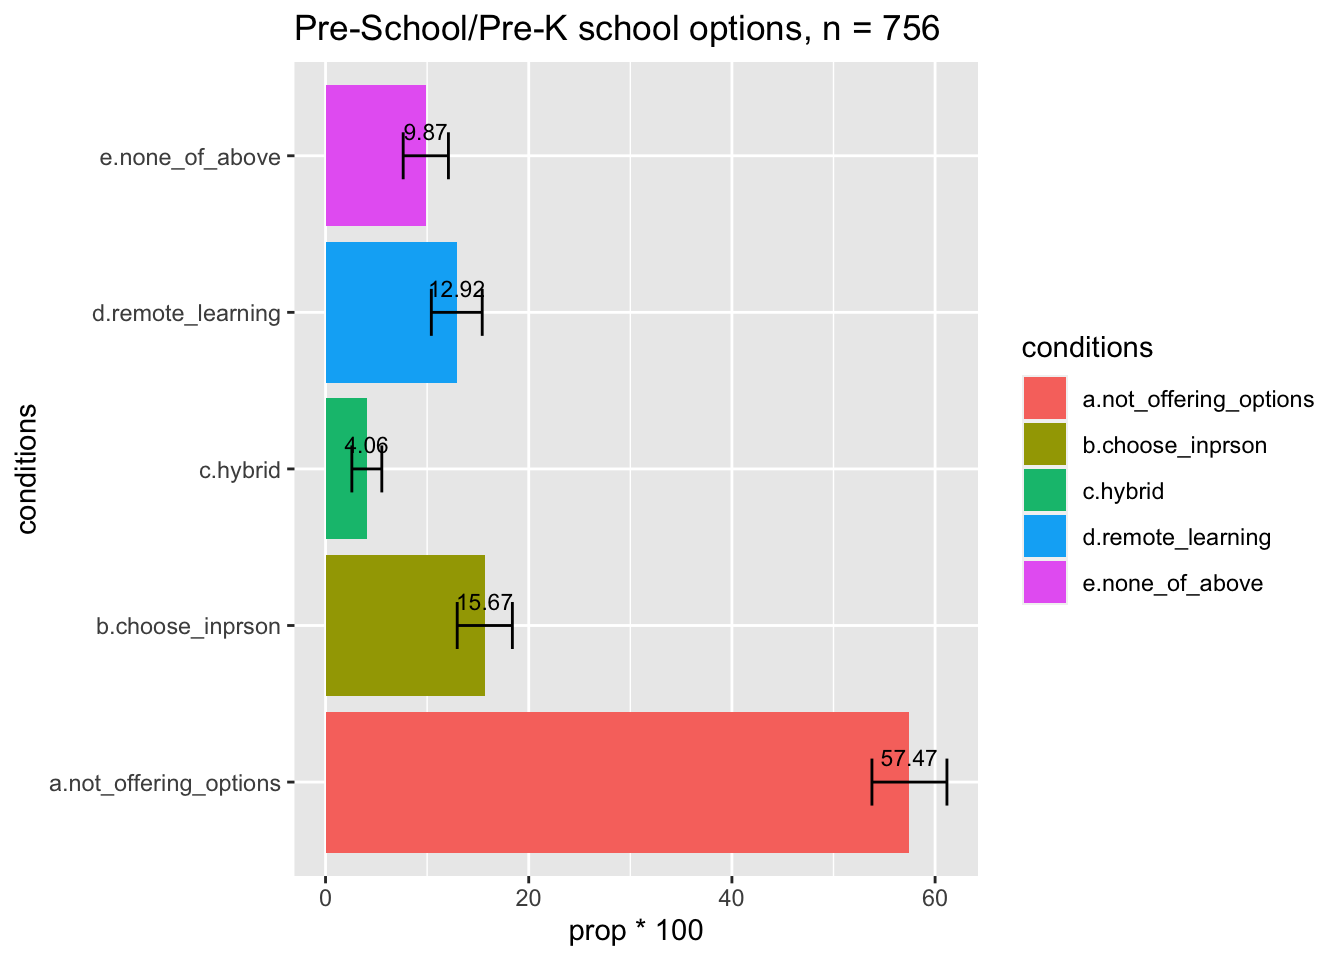 Pre-School/Pre-K school options, n = 756
conditions
e.none_of_above
9.87
d.remote_learning
12.92
c.hybrid
4.06
b.choose_inprson
15.67
a.not_offering_options
57.47
0 20 40 60
prop * 100
conditions
a.not_offering_options
b.choose_inprson
c.hybrid
d.remote_learning
e.none_of_above